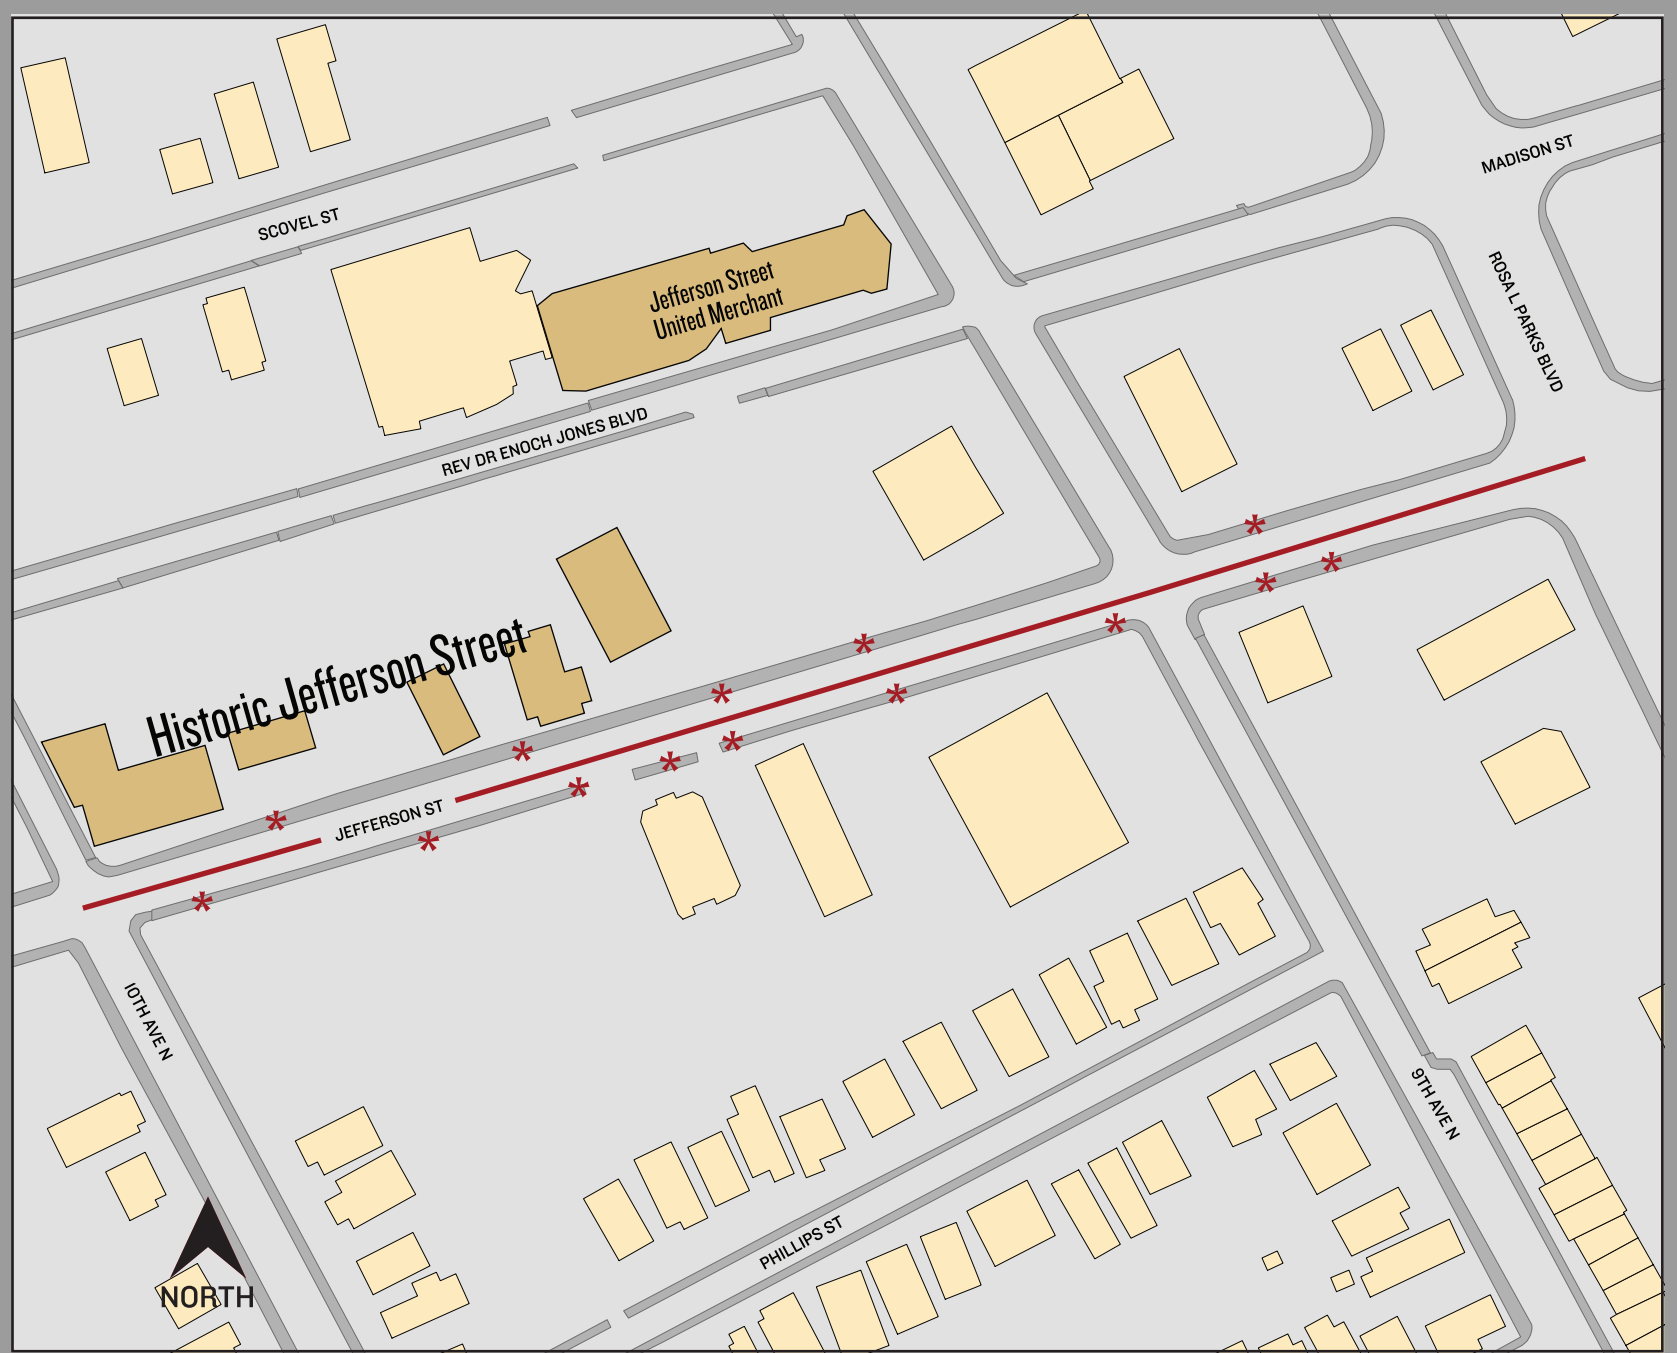 MADISON ST
SCOVEL ST
ROSA L PARKS BLVD
Jefferson Street
United Merchant
REV DR ENOCH JONES BLVD
Historic Jefferson Street
JEFFERSON ST
10TH AVE N
9TH AVE N
PHILLIPS ST
NORTH